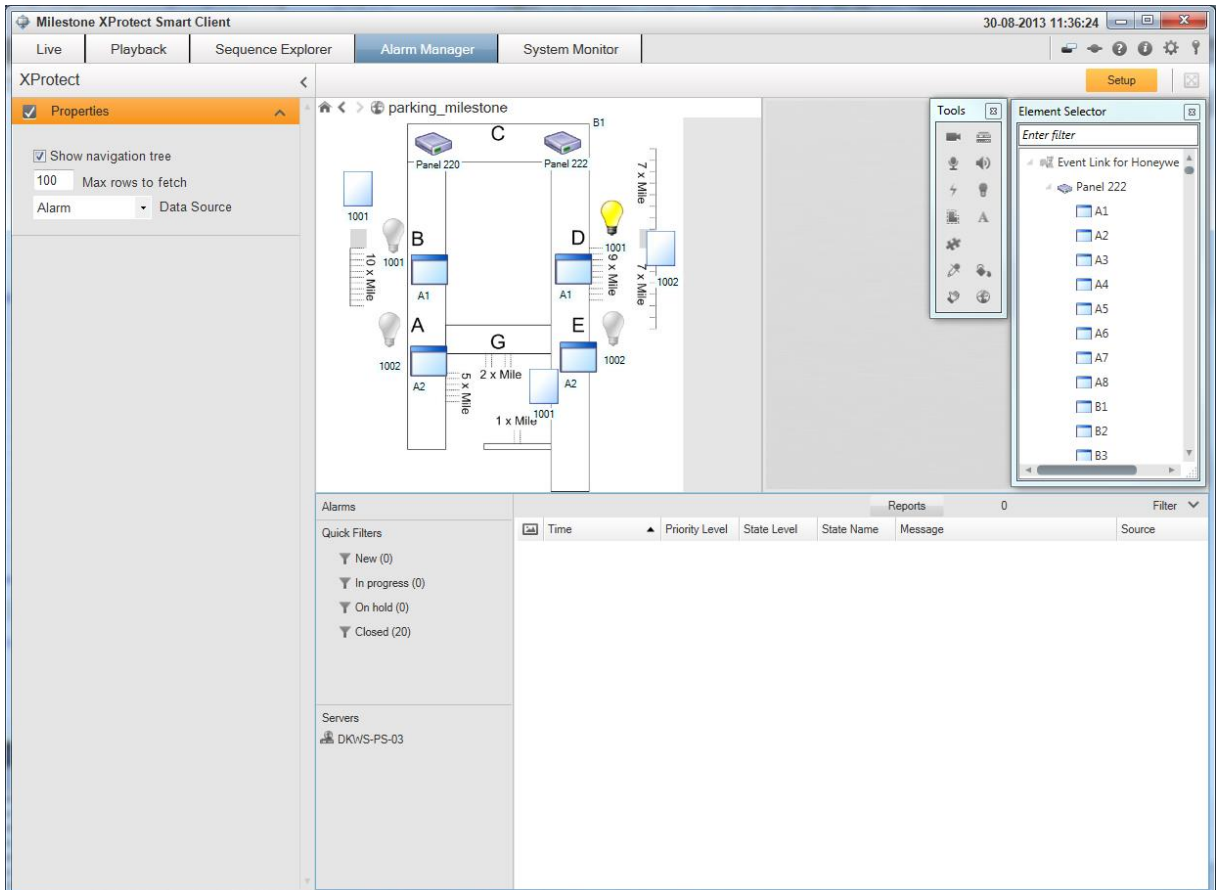 Milestone XProtect Smart Client
30-08-2013 11:36:24
Live
Playback
Sequence Explorer
Alarm Manager
System Monitor
XProtect
Setup
Properties
Show navigation tree
100 Max rows to fetch
Alarm Data Source
parking_milestone
B1
C
Panel 220
Panel 222
7 x Mile
1001
B
D
1001
1001
10 x Mile
9 x Mile
7 x Mile
1002
A1
A1
A
E
G
1002
1002
2 x Mile
A2
A2
5 x Mile
1001
1 x Mile
Tools
A
Element Selector
Enter filter
Event Link for Honeywe
Panel 222
A1
A2
A3
A4
A5
A6
A7
A8
B1
B2
B3
Alarms
Reports
0
Filter
Quick Filters
Time
Priority Level
State Level
State Name
Message
Source
New (0)
In progress (0)
On hold (0)
Closed (20)
Servers
DKWS-PS-03